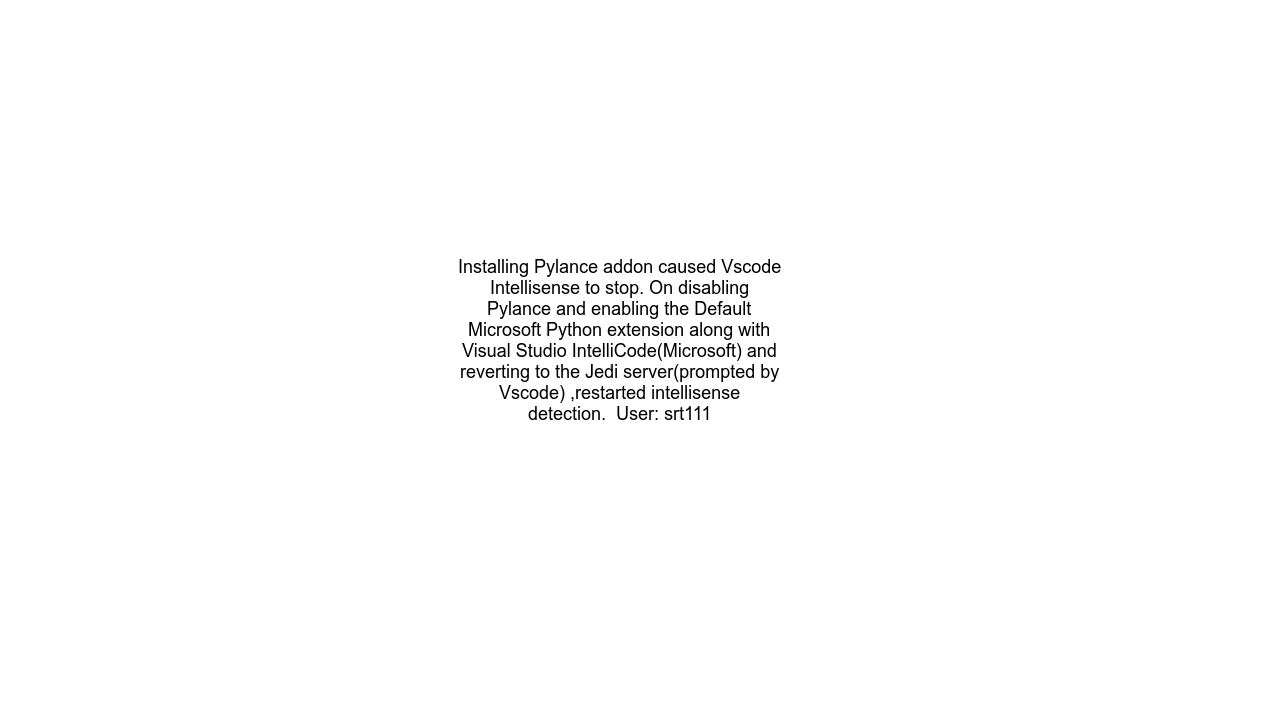 Installing Pylance addon caused Vscode
Intellisense to stop. On disabling
Pylance and enabling the Default
Microsoft Python extension along with
Visual Studio IntelliCode(Microsoft) and
reverting to the Jedi server(prompted by
Vscode) ,restarted intellisense
detection.  User: srt111